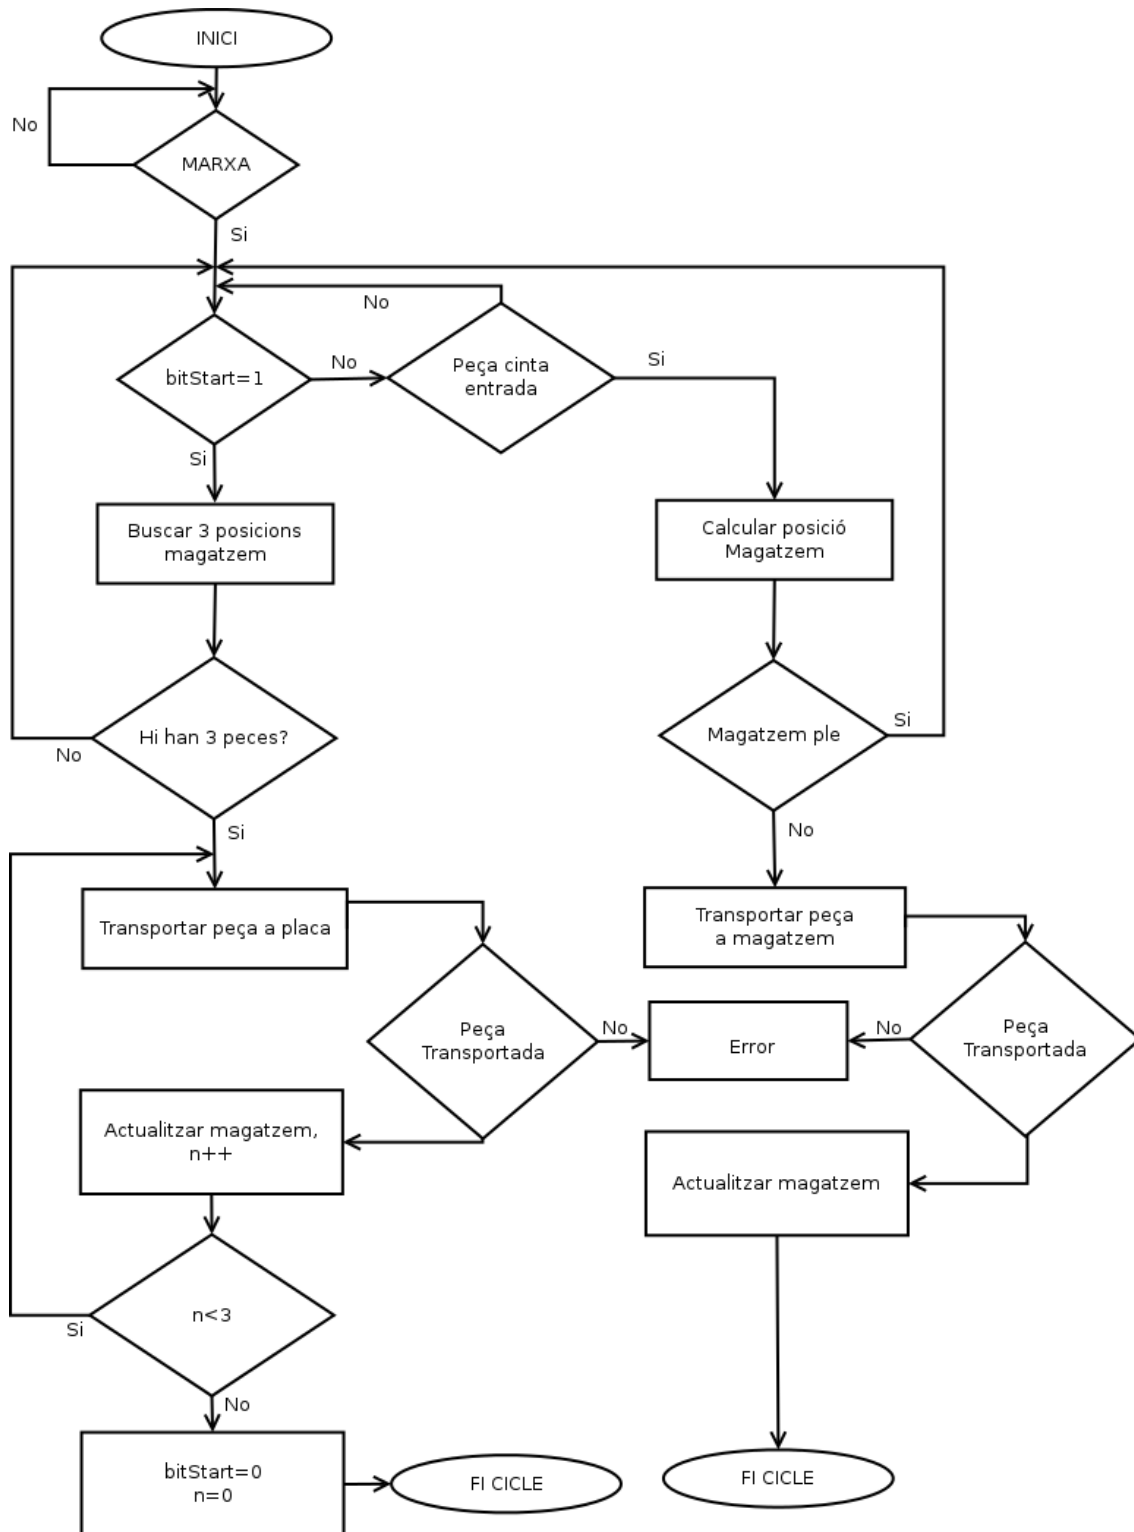 INICI
No
MARXA
Si
No
bitStart=1
No
Peça cinta
entrada
Si
Si
Buscar 3 posicions
magatzem
Calcular posició
Magatzem
Hi han 3 peces?
No
Magatzem ple
Si
Si
No
Transportar peça a placa
Transportar peça
a magatzem
Peça
Transportada
No
Error
No
Peça
Transportada
Actualitzar magatzem,
n++
Actualitzar magatzem
n<3
Si
No
bitStart=0
n=0
FI CICLE
FI CICLE